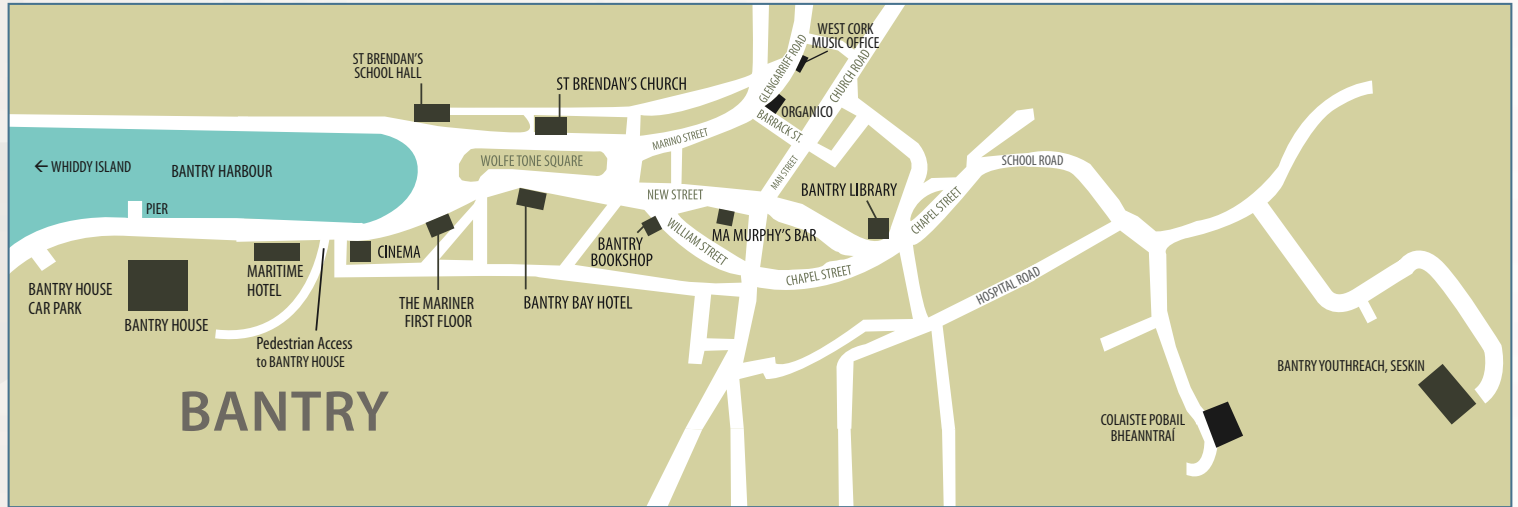 WEST CORK
MUSIC OFFICE
GLENGARRIFF ROAD
CHURCH ROAD
ST BRENDAN'S
SCHOOL HALL
ST BRENDAN'S CHURCH
ORGANICO
BARRACK ST.
MARINO STREET
WOLFE TONE SQUARE
← WHIDDY ISLAND
BANTRY HARBOUR
MAN STREET
SCHOOL ROAD
NEW STREET
BANTRY LIBRARY
CHAPEL STREET
PIER
WILLIAM STREET
MA MURPHY'S BAR
BANTRY
BOOKSHOP
CINEMA
MARITIME
HOTEL
CHAPEL STREET
HOSPITAL ROAD
BANTRY HOUSE
CAR PARK
BANTRY HOUSE
THE MARINER
FIRST FLOOR
BANTRY BAY HOTEL
Pedestrian Access
to BANTRY HOUSE
BANTRY
BANTRY YOUTHREACH, SESKIN
COLAISTE POBAIL
BHEANNTRAÍ